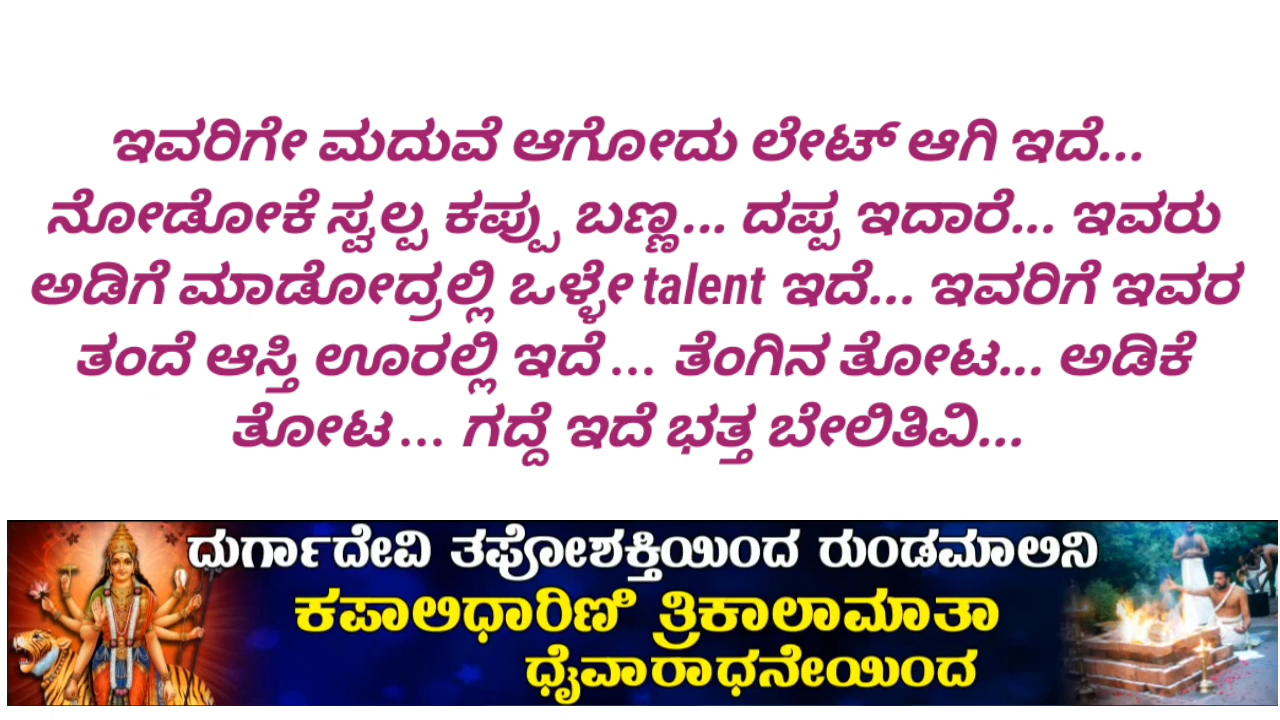 ಇವರಿಗೇ ಮದುವೆ ಆಗೋದು ಲೇಟ್ ಆಗಿ ಇದೆ...
ನೋಡೋಕೆ ಸ್ವಲ್ಪ ಕಪ್ಪು ಬಣ್ಣ... ದಪ್ಪ ಇದಾರೆ... ಇವರು
ಅಡಿಗೆ ಮಾಡೋದ್ರಲ್ಲಿ ಒಳ್ಳೇ talent ಇದೆ... ಇವರಿಗೆ ಇವರ
ತಂದೆ ಆಸ್ತಿ ಊರಲ್ಲಿ ಇದೆ ... ತೆಂಗಿನ ತೋಟ... ಅಡಿಕೆ
ತೋಟ ... ಗದ್ದೆ ಇದೆ ಭತ್ತ ಬೇಲಿತಿವಿ...
ದುರ್ಗಾದೇವಿ ತಪೋಶಕ್ತಿಯಿಂದ ರುಂಡಮಾಲಿನಿ
ಕಪಾಲಿಧಾರಿಣಿ ತ್ರಿಕಾಲಾಮಾತಾ
ಧೈವಾರಾಧನೇಯಿಂದ